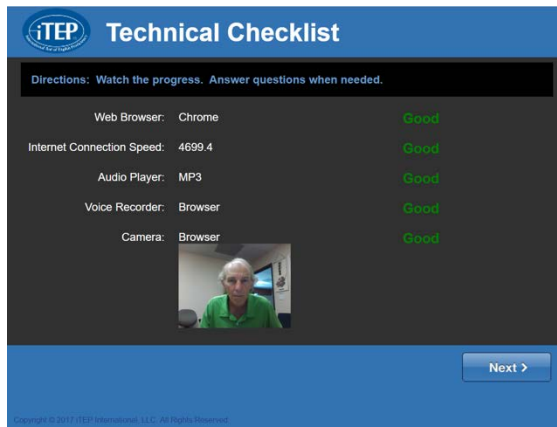 iTEP
Technical Checklist
Directions: Watch the progress. Answer questions when needed.
Web Browser: Chrome Good
Internet Connection Speed: 4699.4 Good
Audio Player: MP3 Good
Voice Recorder: Browser Good
Camera: Browser Good
Next >
Copyright © 2017 iTEP International, LLC. All Rights Reserved.